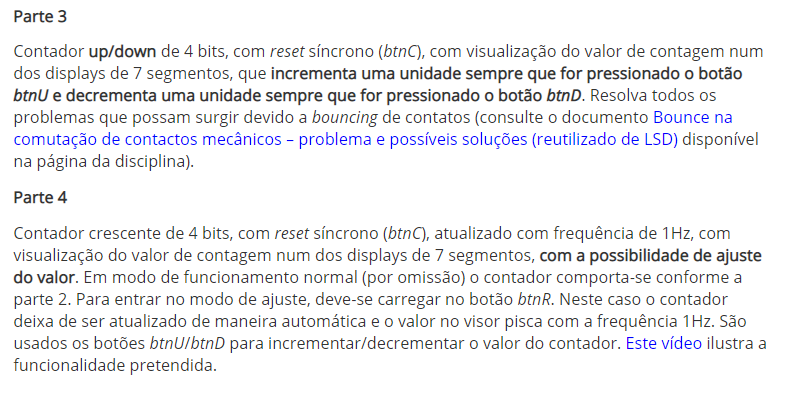 Parte 3
Contador up/down de 4 bits, com reset síncrono (btnC), com visualização do valor de contagem num
dos displays de 7 segmentos, que incrementa uma unidade sempre que for pressionado o botão
btnU e decrementa uma unidade sempre que for pressionado o botão btnD. Resolva todos os
problemas que possam surgir devido a bouncing de contatos (consulte o documento Bounce na
comutação de contactos mecânicos – problema e possíveis soluções (reutilizado de LSD) disponível
na página da disciplina).
Parte 4
Contador crescente de 4 bits, com reset síncrono (btnC), atualizado com frequência de 1Hz, com
visualização do valor de contagem num dos displays de 7 segmentos, com a possibilidade de ajuste
do valor. Em modo de funcionamento normal (por omissão) o contador comporta-se conforme a
parte 2. Para entrar no modo de ajuste, deve-se carregar no botão btnR. Neste caso o contador
deixa de ser atualizado de maneira automática e o valor no visor pisca com a frequência 1Hz. São
usados os botões btnU/btnD para incrementar/decrementar o valor do contador. Este vídeo ilustra a
funcionalidade pretendida.